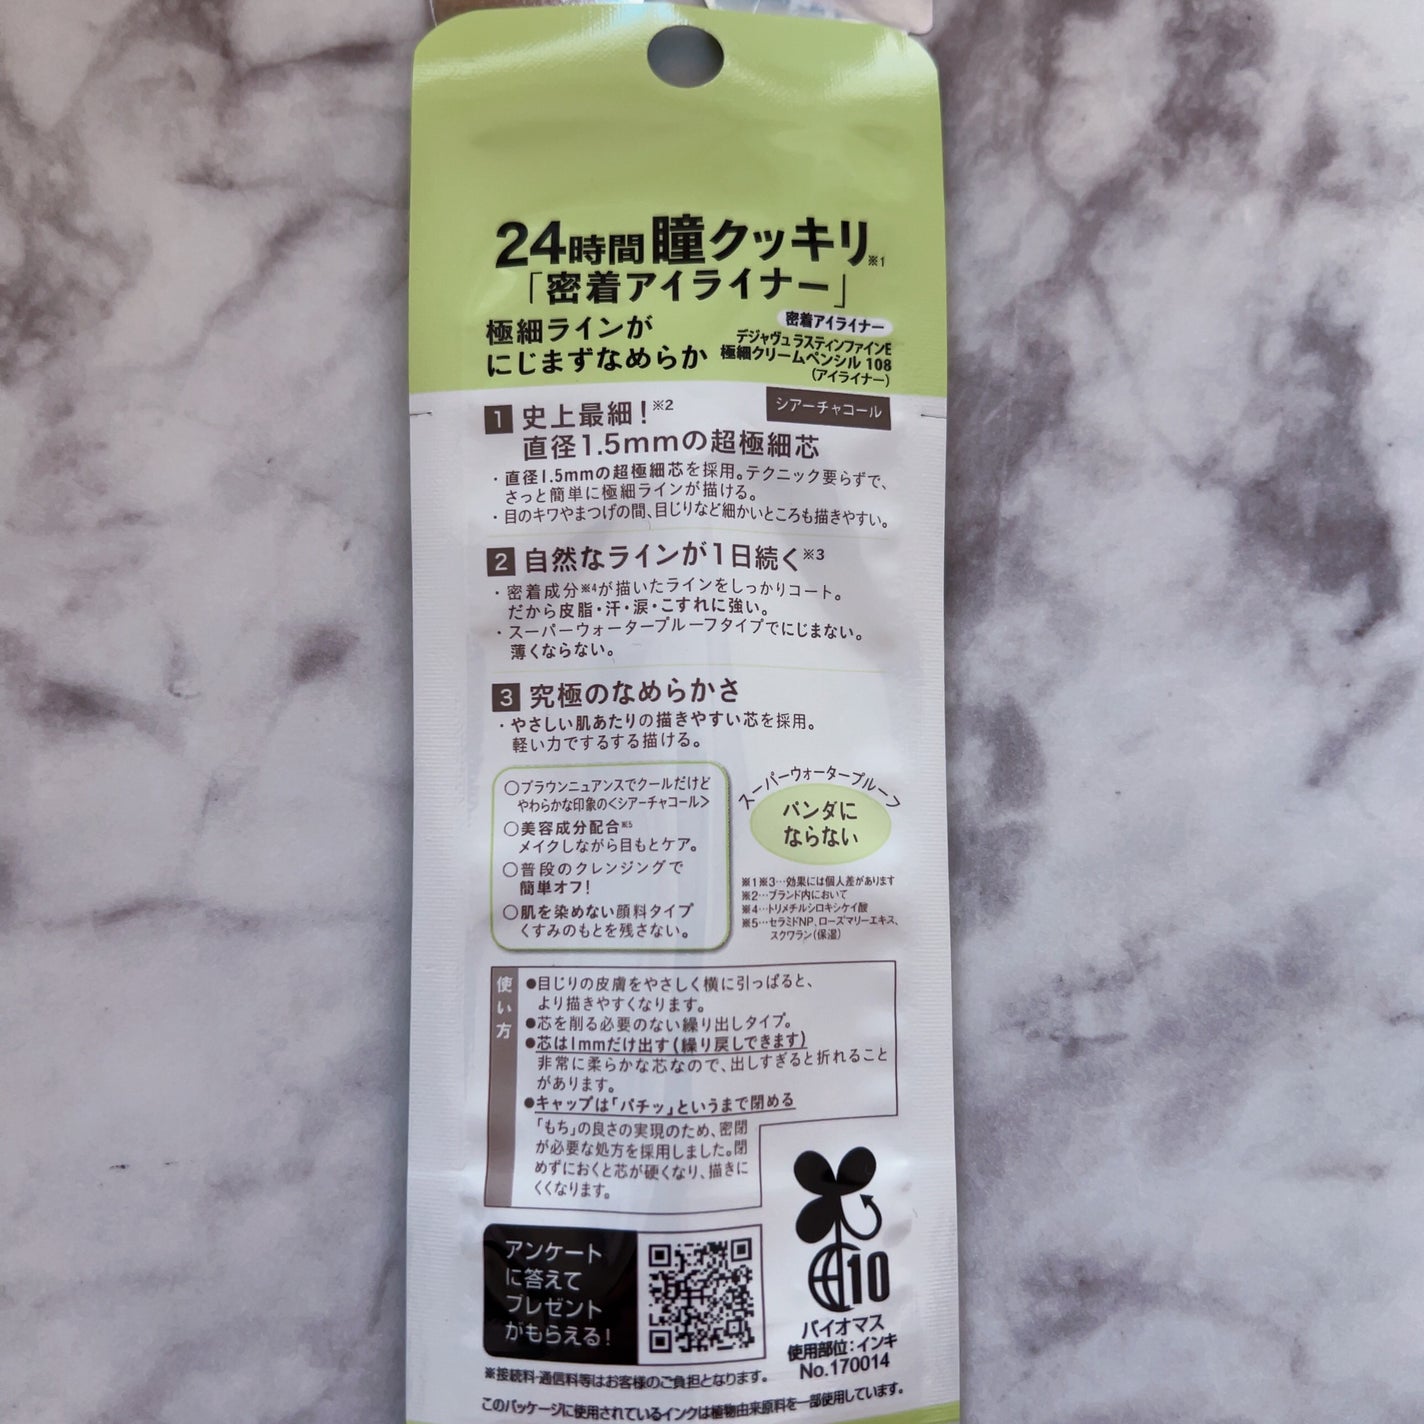 24時間 瞳クッキリ※1
「密着アイライナー」
極細ラインが
にじまずなめらか
密着アイライナー
デジャヴュ ラスティンファインE
極細クリームペンシル 108
(アイライナー)
シアーチャコール
1 史上最細!※2
直径1.5mmの超極細芯
・直径1.5mmの超極細芯を採用。テクニック要らずで、
さっと簡単に極細ラインが描ける。
・目のキワやまつげの間、目じりなど細かいところも描きやすい。
2 自然なラインが1日続く※3
・密着成分※4が描いたラインをしっかりコート。
だから皮脂・汗・涙・こすれに強い。
・スーパーウォータープルーフタイプでにじまない。
薄くならない。
3 究極のなめらかさ
・やさしい肌あたりの描きやすい芯を採用。
軽い力でするする描ける。
○ブラウンニュアンスでクールだけど
やわらかな印象の<シアーチャコール>
○美容成分配合※5
メイクしながら目もとケア。
○普段のクレンジングで
簡単オフ!
○肌を染めない顔料タイプ
くすみのもとを残さない。
スーパーウォータープルーフ
パンダに
ならない
※1※3…効果には個人差があります
※2…ブランド内において
※4…トリメチルシロキシケイ酸
※5…セラミドNP、ローズマリーエキス、
スクワラン(保湿)
使い方
●目じりの皮膚をやさしく横に引っぱると、
より描きやすくなります。
●芯を削る必要のない繰り出しタイプ。
●芯は1mmだけ出す(繰り戻しできます)
非常に柔らかな芯なので、出しすぎると折れること
があります。
●キャップは「パチッ」というまで閉める
「もち」の良さの実現のため、密閉
が必要な処方を採用しました。閉
めずにおくと芯が硬くなり、描きに
くくなります。
アンケート
に答えて
プレゼント
がもらえる!
10
バイオマス
使用部位:インキ
No.170014
※接続料・通信料等はお客様のご負担となります。
このパッケージに使用されているインクは植物由来原料を一部使用しています。